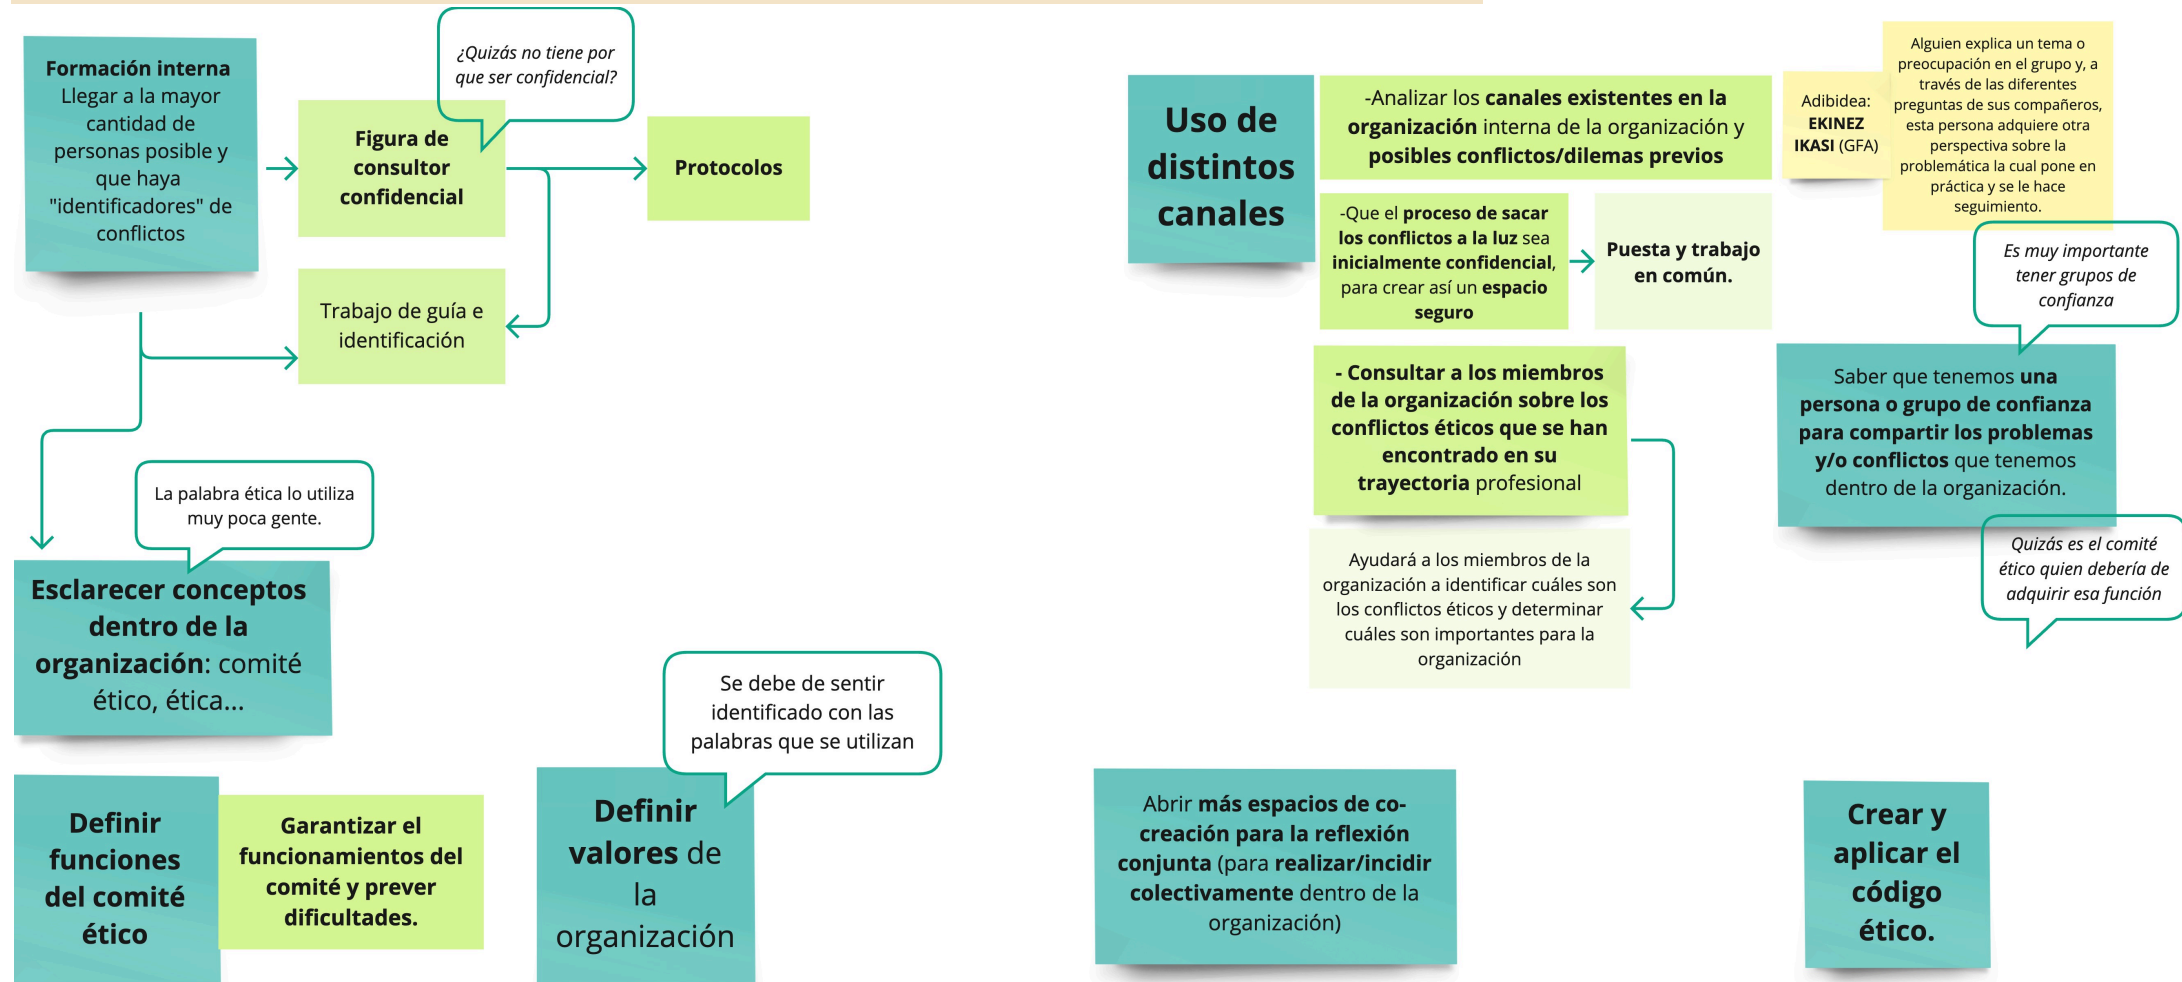 Formación interna
Llegar a la mayor
cantidad de
personas posible y
que haya
"identificadores" de
conflictos
¿Quizás no tiene por
que ser confidencial?
Figura de
consultor
confidencial
Protocolos
Trabajo de guía e
identificación
La palabra ética lo utiliza
muy poca gente.
Esclarecer conceptos
dentro de la
organización: comité
ético, ética...
Definir
funciones
del comité
ético
Garantizar el
funcionamientos del
comité y prever
dificultades.
Se debe de sentir
identificado con las
palabras que se utilizan
Definir
valores de
la
organización
Uso de
distintos
canales
-Analizar los canales existentes en la
organización interna de la organización y
posibles conflictos/dilemas previos
-Que el proceso de sacar
los conflictos a la luz sea
inicialmente confidencial,
para crear así un espacio
seguro
Puesta y trabajo
en común.
- Consultar a los miembros
de la organización sobre los
conflictos éticos que se han
encontrado en su
trayectoria profesional
Ayudará a los miembros de la
organización a identificar cuáles son
los conflictos éticos y determinar
cuáles son importantes para la
organización
Adibidea:
EKINEZ
IKASI (GFA)
Alguien explica un tema o
preocupación en el grupo y, a
través de las diferentes
preguntas de sus compañeros,
esta persona adquiere otra
perspectiva sobre la
problemática la cual pone en
práctica y se le hace
seguimiento.
Es muy importante
tener grupos de
confianza
Saber que tenemos una
persona o grupo de confianza
para compartir los problemas
y/o conflictos que tenemos
dentro de la organización.
Quizás es el comité
ético quien debería de
adquirir esa función
Abrir más espacios de co-
creación para la reflexión
conjunta (para realizar/incidir
colectivamente dentro de la
organización)
Crear y
aplicar el
código
ético.